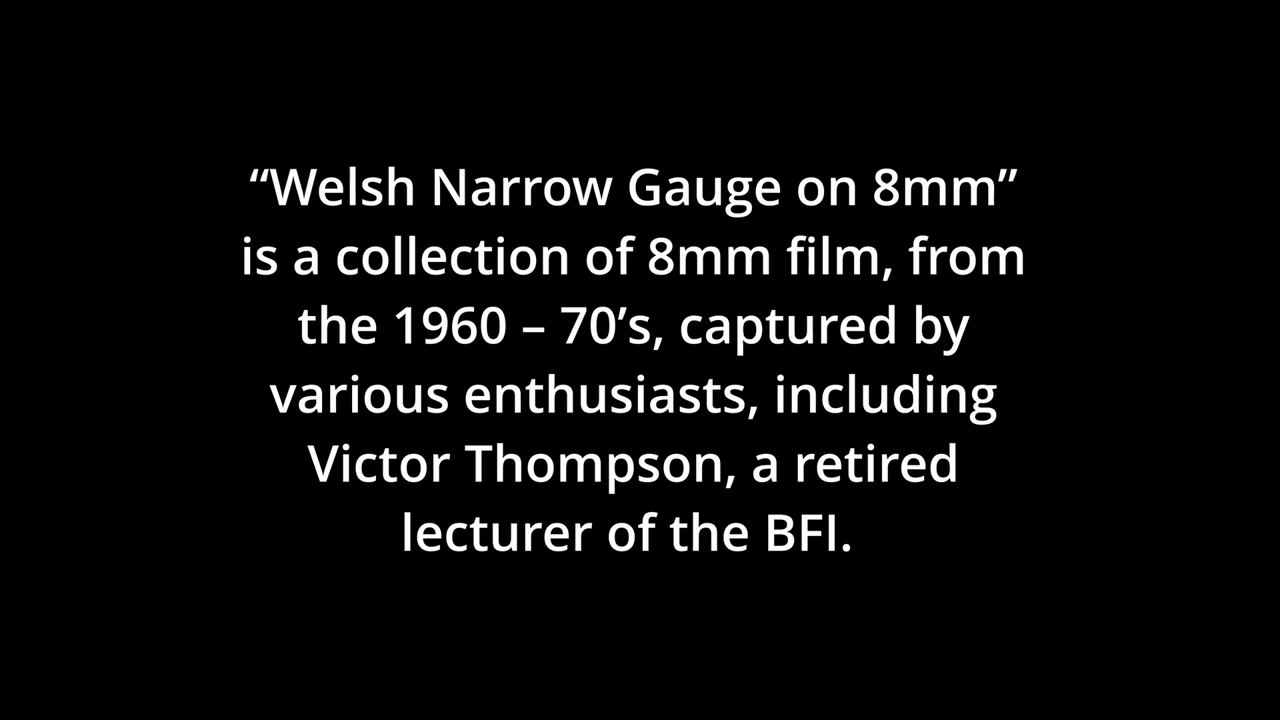 “Welsh Narrow Gauge on 8mm”
is a collection of 8mm film, from
the 1960 – 70’s, captured by
various enthusiasts, including
Victor Thompson, a retired
lecturer of the BFI.